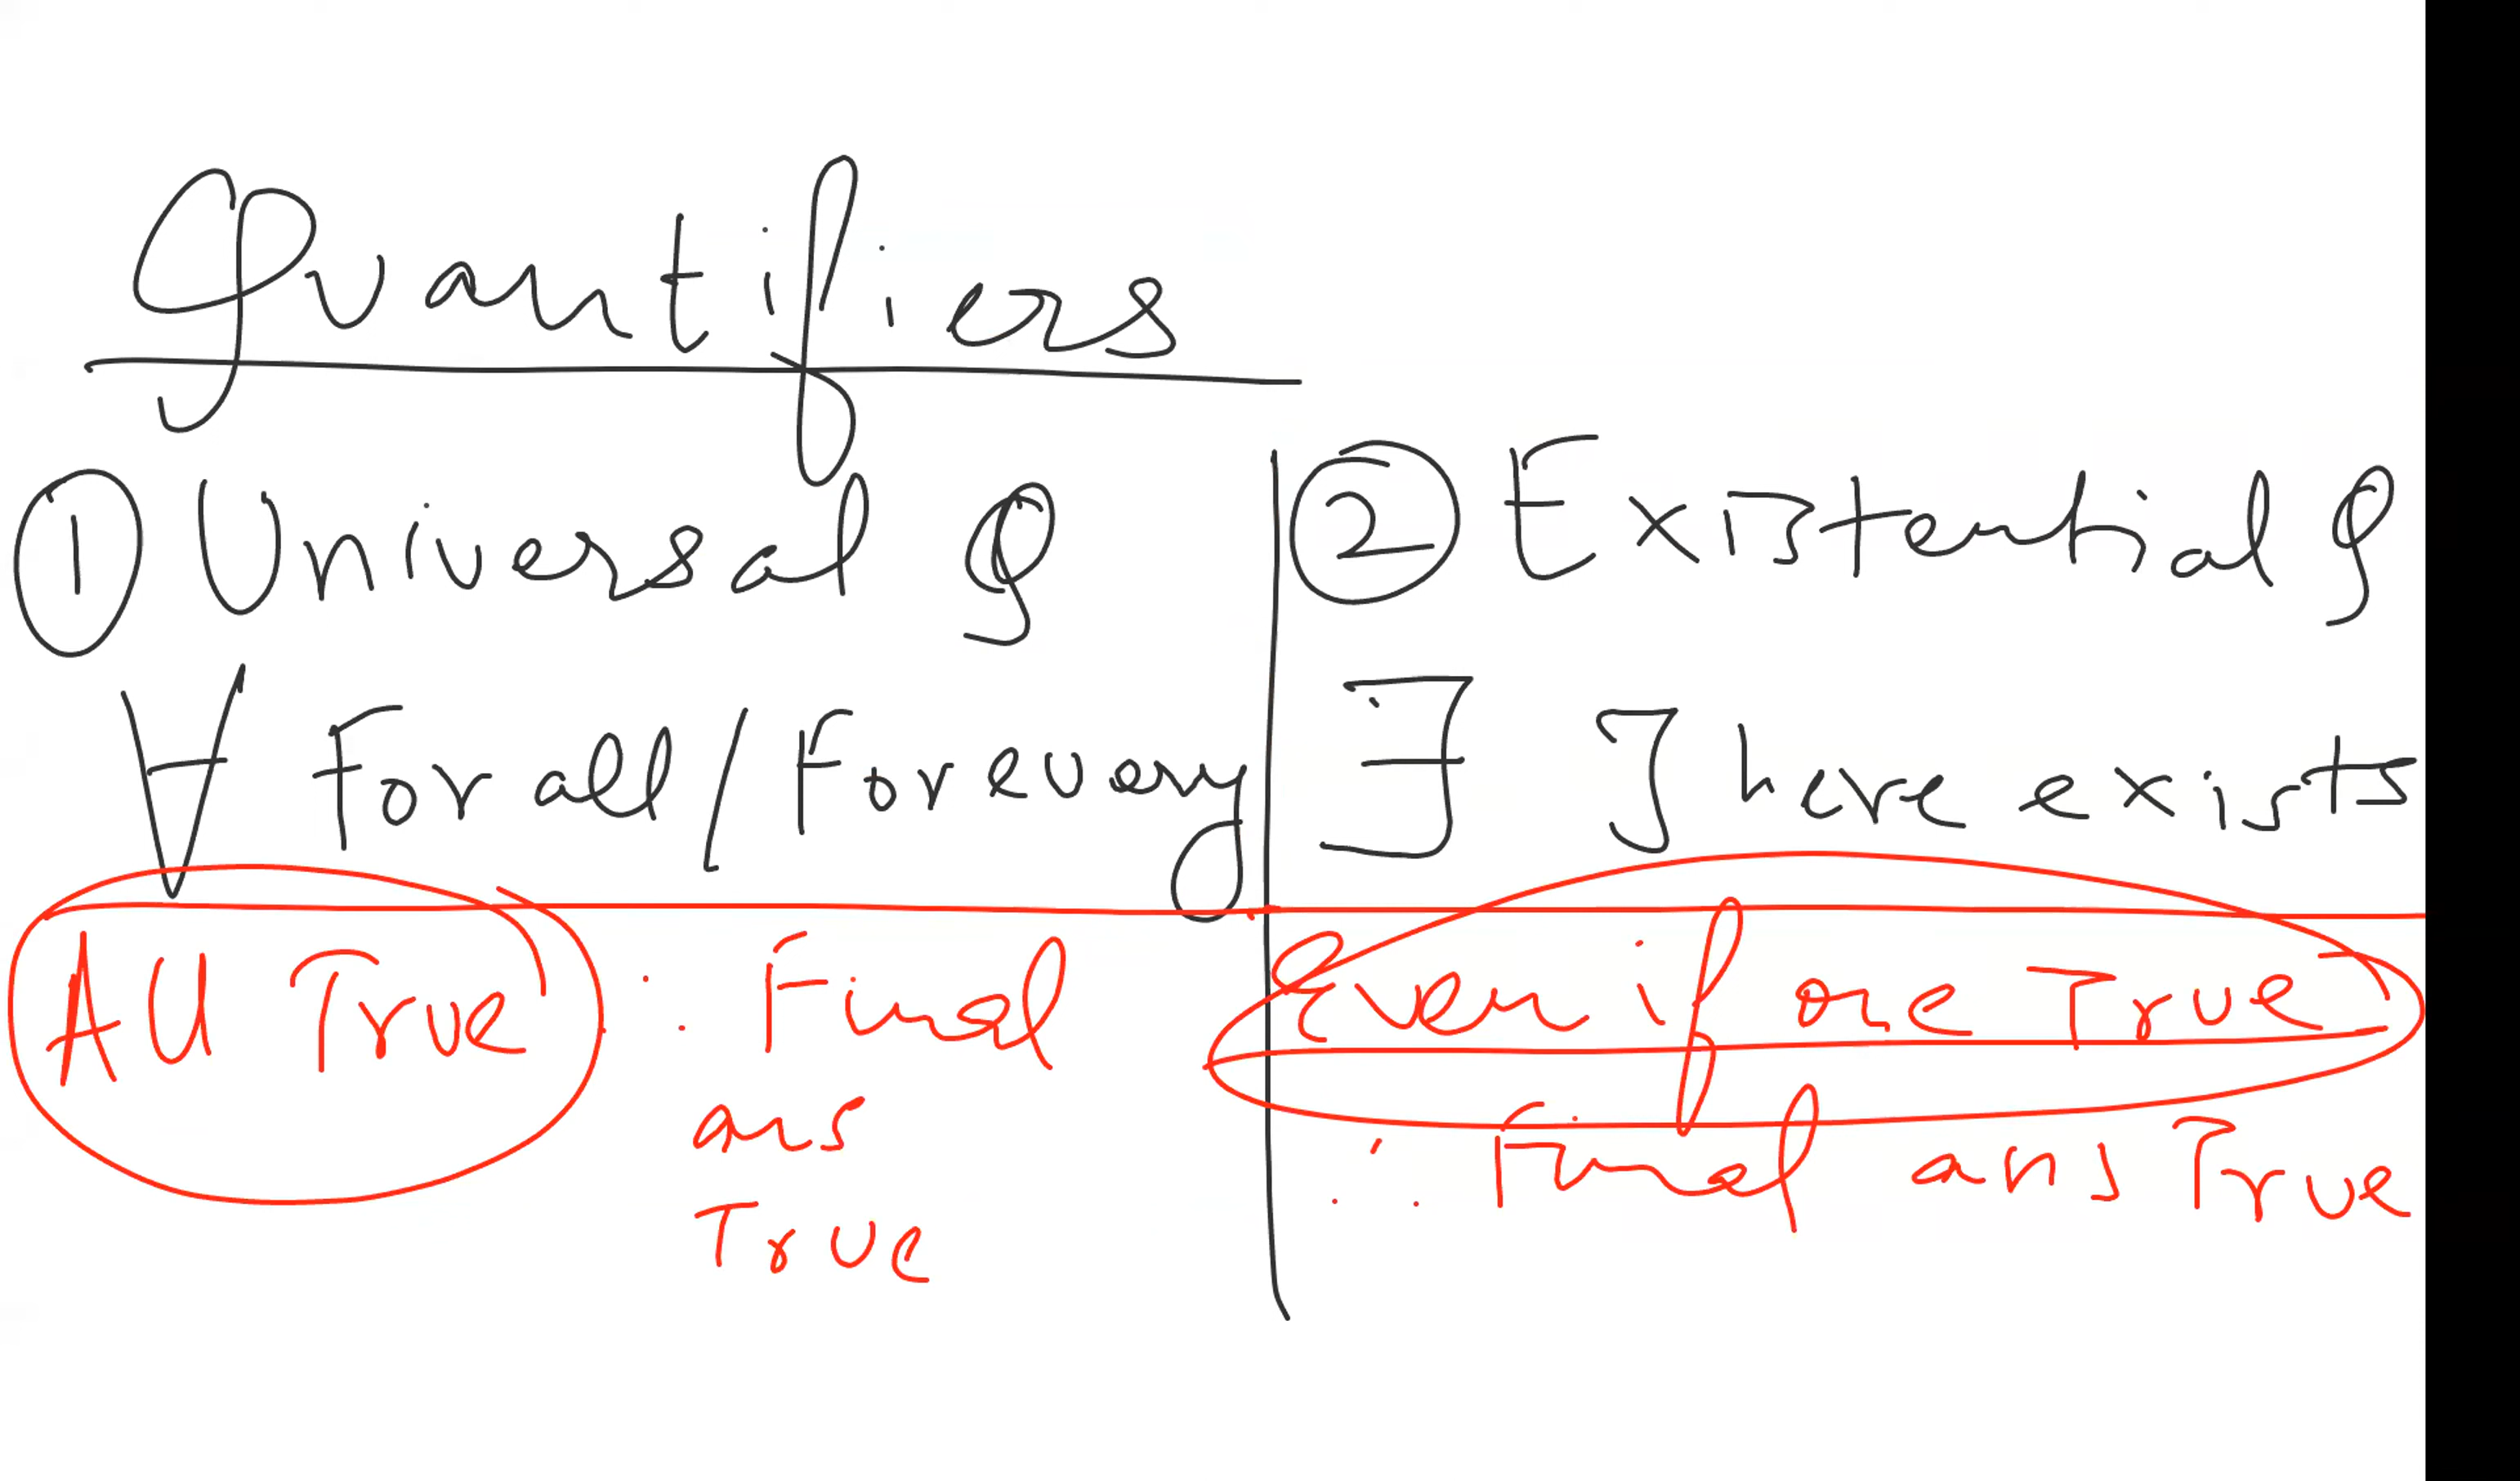 Quantifiers
① Universal Q
∀ For all / For every
All True ∴ Final
ans
True
② Existential Q
∃ There exists
Even if one True
∴ Final ans True